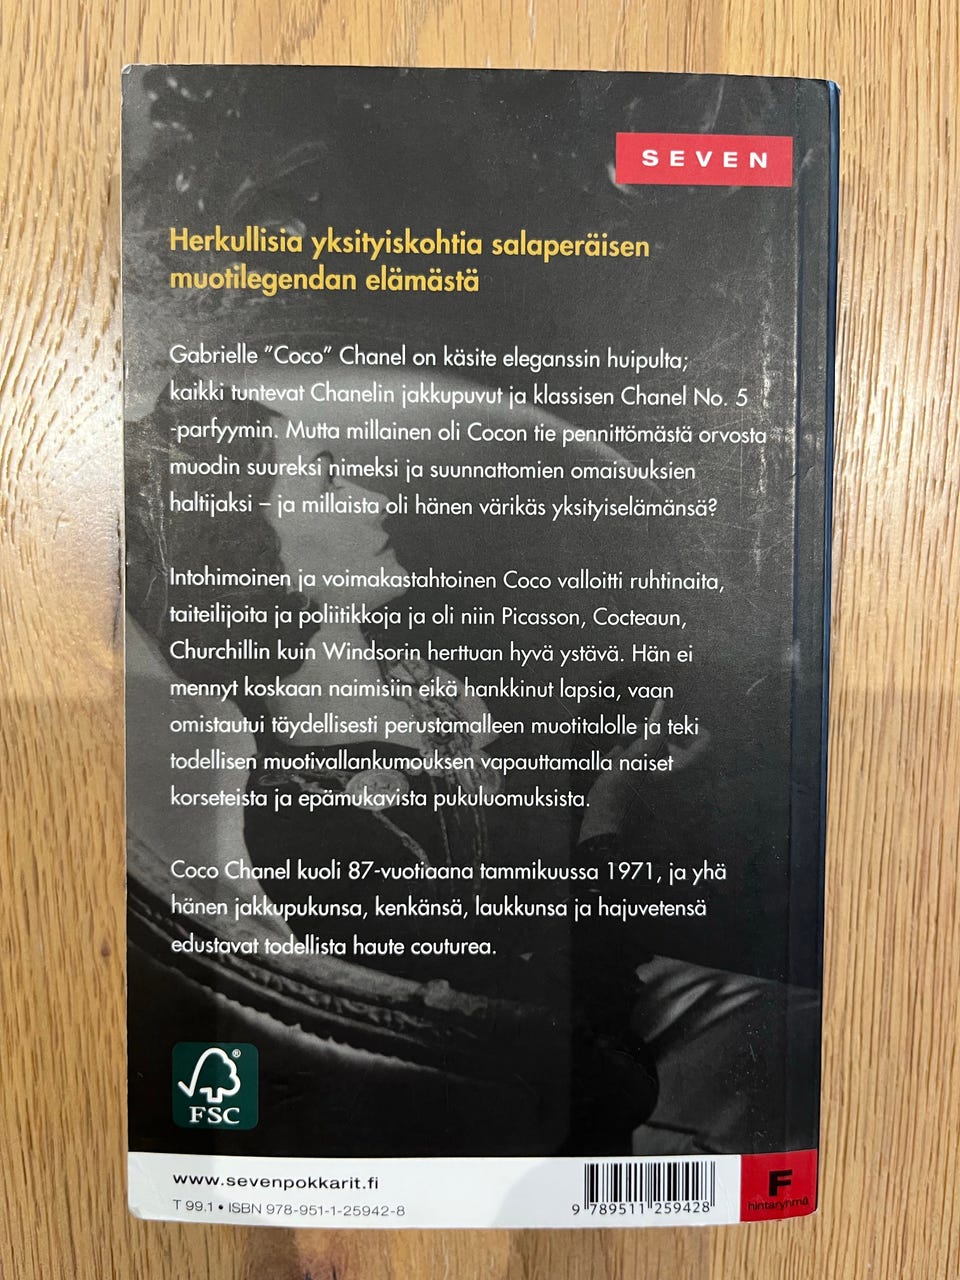 SEVEN
Herkullisia yksityiskohtia salaperäisen
muotilegendan elämästä
Gabrielle "Coco" Chanel on käsite eleganssin huipulta;
kaikki tuntevat Chanelin jakkupuvut ja klassisen Chanel No. 5
-parfyymin. Mutta millainen oli Cocon tie pennittömästä orvosta
muodin suureksi nimeksi ja suunnattomien omaisuuksien
haltijaksi – ja millaista oli hänen värikäs yksityiselämänsä?
Intohimoinen ja voimakastahtoinen Coco valloitti ruhtinaita,
taiteilijoita ja poliitikkoja ja oli niin Picasson, Cocteaun,
Churchillin kuin Windsorin herttuan hyvä ystävä. Hän ei
mennyt koskaan naimisiin eikä hankkinut lapsia, vaan
omistautui täydellisesti perustamalleen muotitalolle ja teki
todellisen muotivallankumouksen vapauttamalla naiset
korseteista ja epämukavista pukuluomuksista.
Coco Chanel kuoli 87-vuotiaana tammikuussa 1971, ja yhä
hänen jakkupukunsa, kenkänsä, laukkunsa ja hajuvetensä
edustavat todellista haute couturea.
®
FSC
www.sevenpokkarit.fi
T 99.1 • ISBN 978-951-1-25942-8
9 789511 259428
F
hintaryhmä